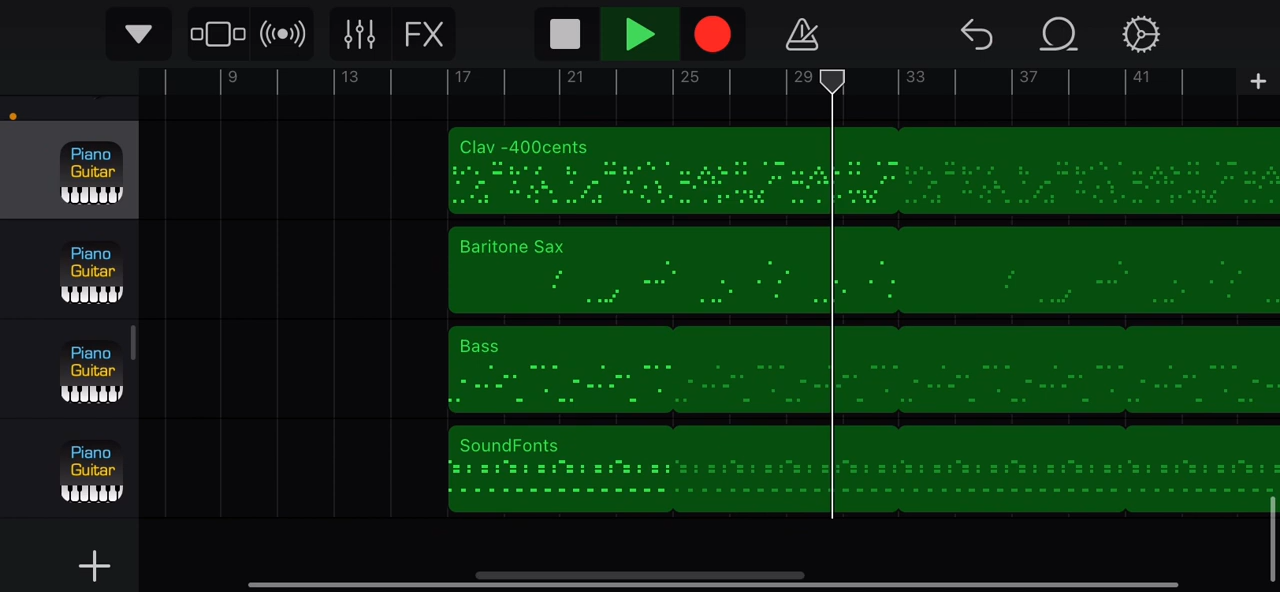 FX
9 13 17 21 25 29 33 37 41
Piano
Guitar
Clav -400cents
Piano
Guitar
Baritone Sax
Piano
Guitar
Bass
Piano
Guitar
SoundFonts